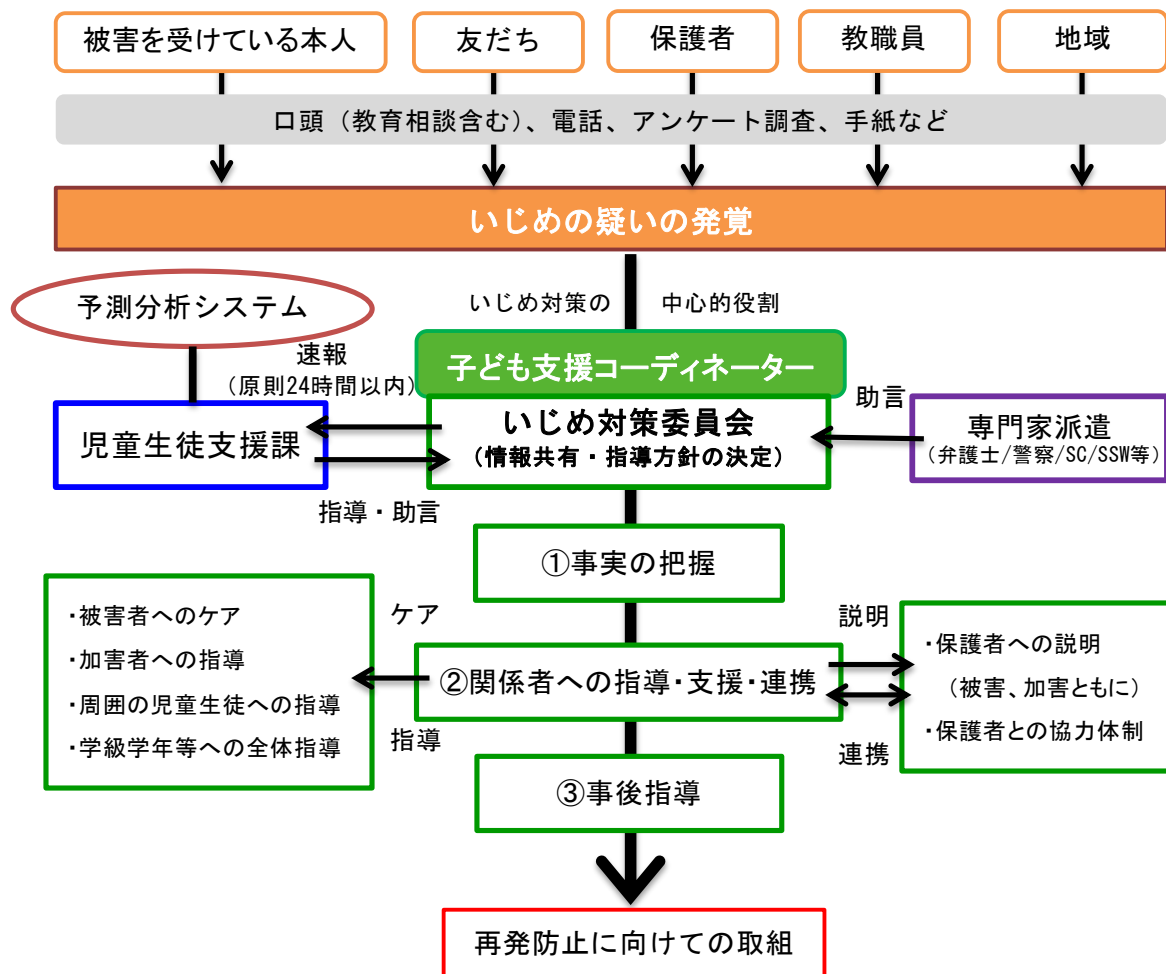 被害を受けている本人
友だち
保護者
教職員
地域
口頭（教育相談含む）、電話、アンケート調査、手紙など
いじめの疑いの発覚
予測分析システム
いじめ対策の
中心的役割
速報
（原則24時間以内）
子ども支援コーディネーター
児童生徒支援課
いじめ対策委員会
（情報共有・指導方針の決定）
助言
専門家派遣
（弁護士/警察/SC/SSW等）
指導・助言
①事実の把握
・被害者へのケア
・加害者への指導
・周囲の児童生徒への指導
・学級学年等への全体指導
ケア
指導
②関係者への指導・支援・連携
説明
連携
・保護者への説明
（被害、加害ともに）
・保護者との協力体制
③事後指導
再発防止に向けての取組